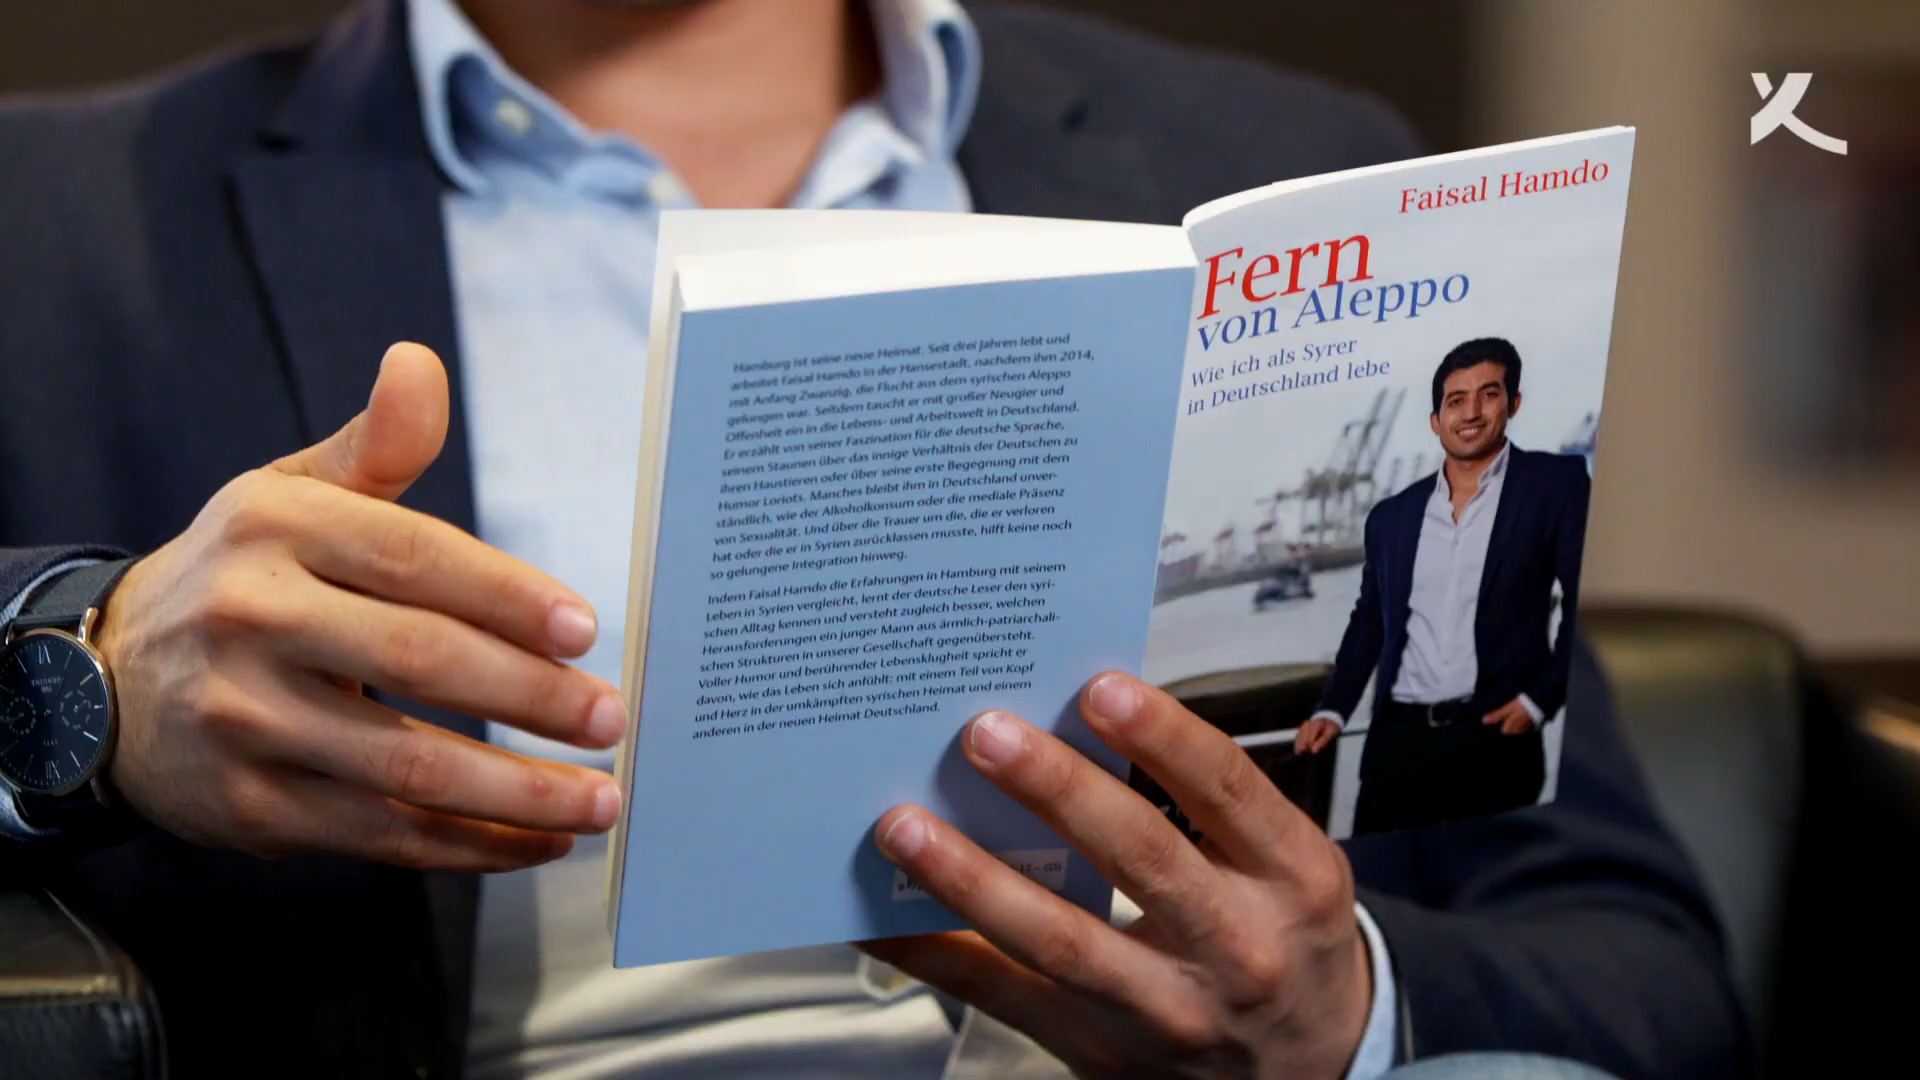 Hamburg ist seine neue Heimat. Seit drei Jahren lebt und
arbeitet Faisal Hamdo in der Hansestadt, nachdem ihm 2014,
mit Anfang Zwanzig, die Flucht aus dem syrischen Aleppo
gelungen war. Seitdem taucht er mit großer Neugier und
Offenheit ein in die Lebens- und Arbeitswelt in Deutschland.
Er erzählt von seiner Faszination für die deutsche Sprache,
seinem Staunen über das innige Verhältnis der Deutschen zu
ihren Haustieren oder über seine erste Begegnung mit dem
Humor Loriots. Manches bleibt ihm in Deutschland unver-
ständlich, wie der Alkoholkonsum oder die mediale Präsenz
von Sexualität. Und über die Trauer um die, die er verloren
hat oder die er in Syrien zurücklassen musste, hilft keine noch
so gelungene Integration hinweg.
Indem Faisal Hamdo die Erfahrungen in Hamburg mit seinem
Leben in Syrien vergleicht, lernt der deutsche Leser den syri-
schen Alltag kennen und versteht zugleich besser, welchen
Herausforderungen ein junger Mann aus ärmlich-patriarchali-
schen Strukturen in unserer Gesellschaft gegenübersteht.
Voller Humor und berührender Lebensklugheit spricht er
davon, wie das Leben sich anfühlt: mit einem Teil von Kopf
und Herz in der umkämpften syrischen Heimat und einem
anderen in der neuen Heimat Deutschland.
Faisal Hamdo
Fern
von Aleppo
Wie ich als Syrer
in Deutschland lebe